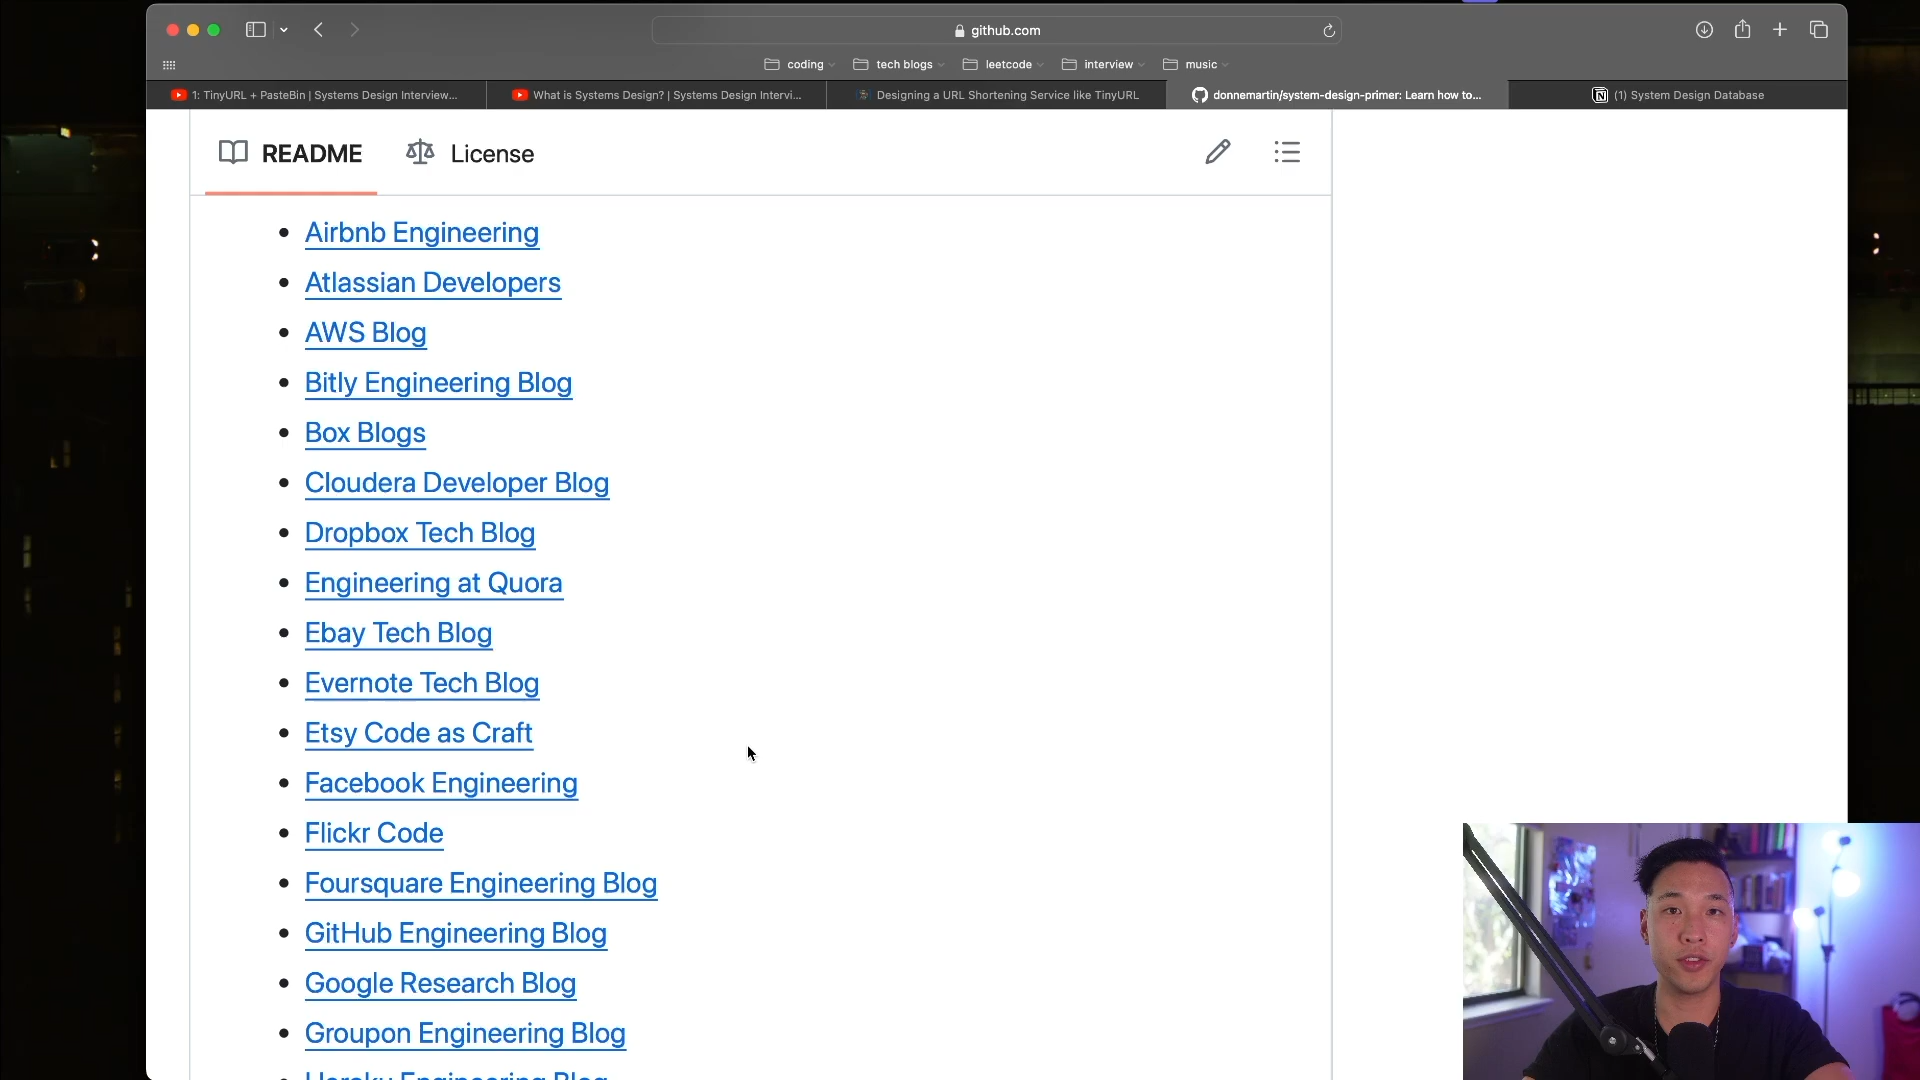 github.com
coding
tech blogs
leetcode
interview
music
1: TinyURL + PasteBin | Systems Design Interview...
What is Systems Design? | Systems Design Intervi...
Designing a URL Shortening Service like TinyURL
donnemartin/system-design-primer: Learn how to...
(1) System Design Database
README
License
Airbnb Engineering
Atlassian Developers
AWS Blog
Bitly Engineering Blog
Box Blogs
Cloudera Developer Blog
Dropbox Tech Blog
Engineering at Quora
Ebay Tech Blog
Evernote Tech Blog
Etsy Code as Craft
Facebook Engineering
Flickr Code
Foursquare Engineering Blog
GitHub Engineering Blog
Google Research Blog
Groupon Engineering Blog
Heroku Engineering Blog